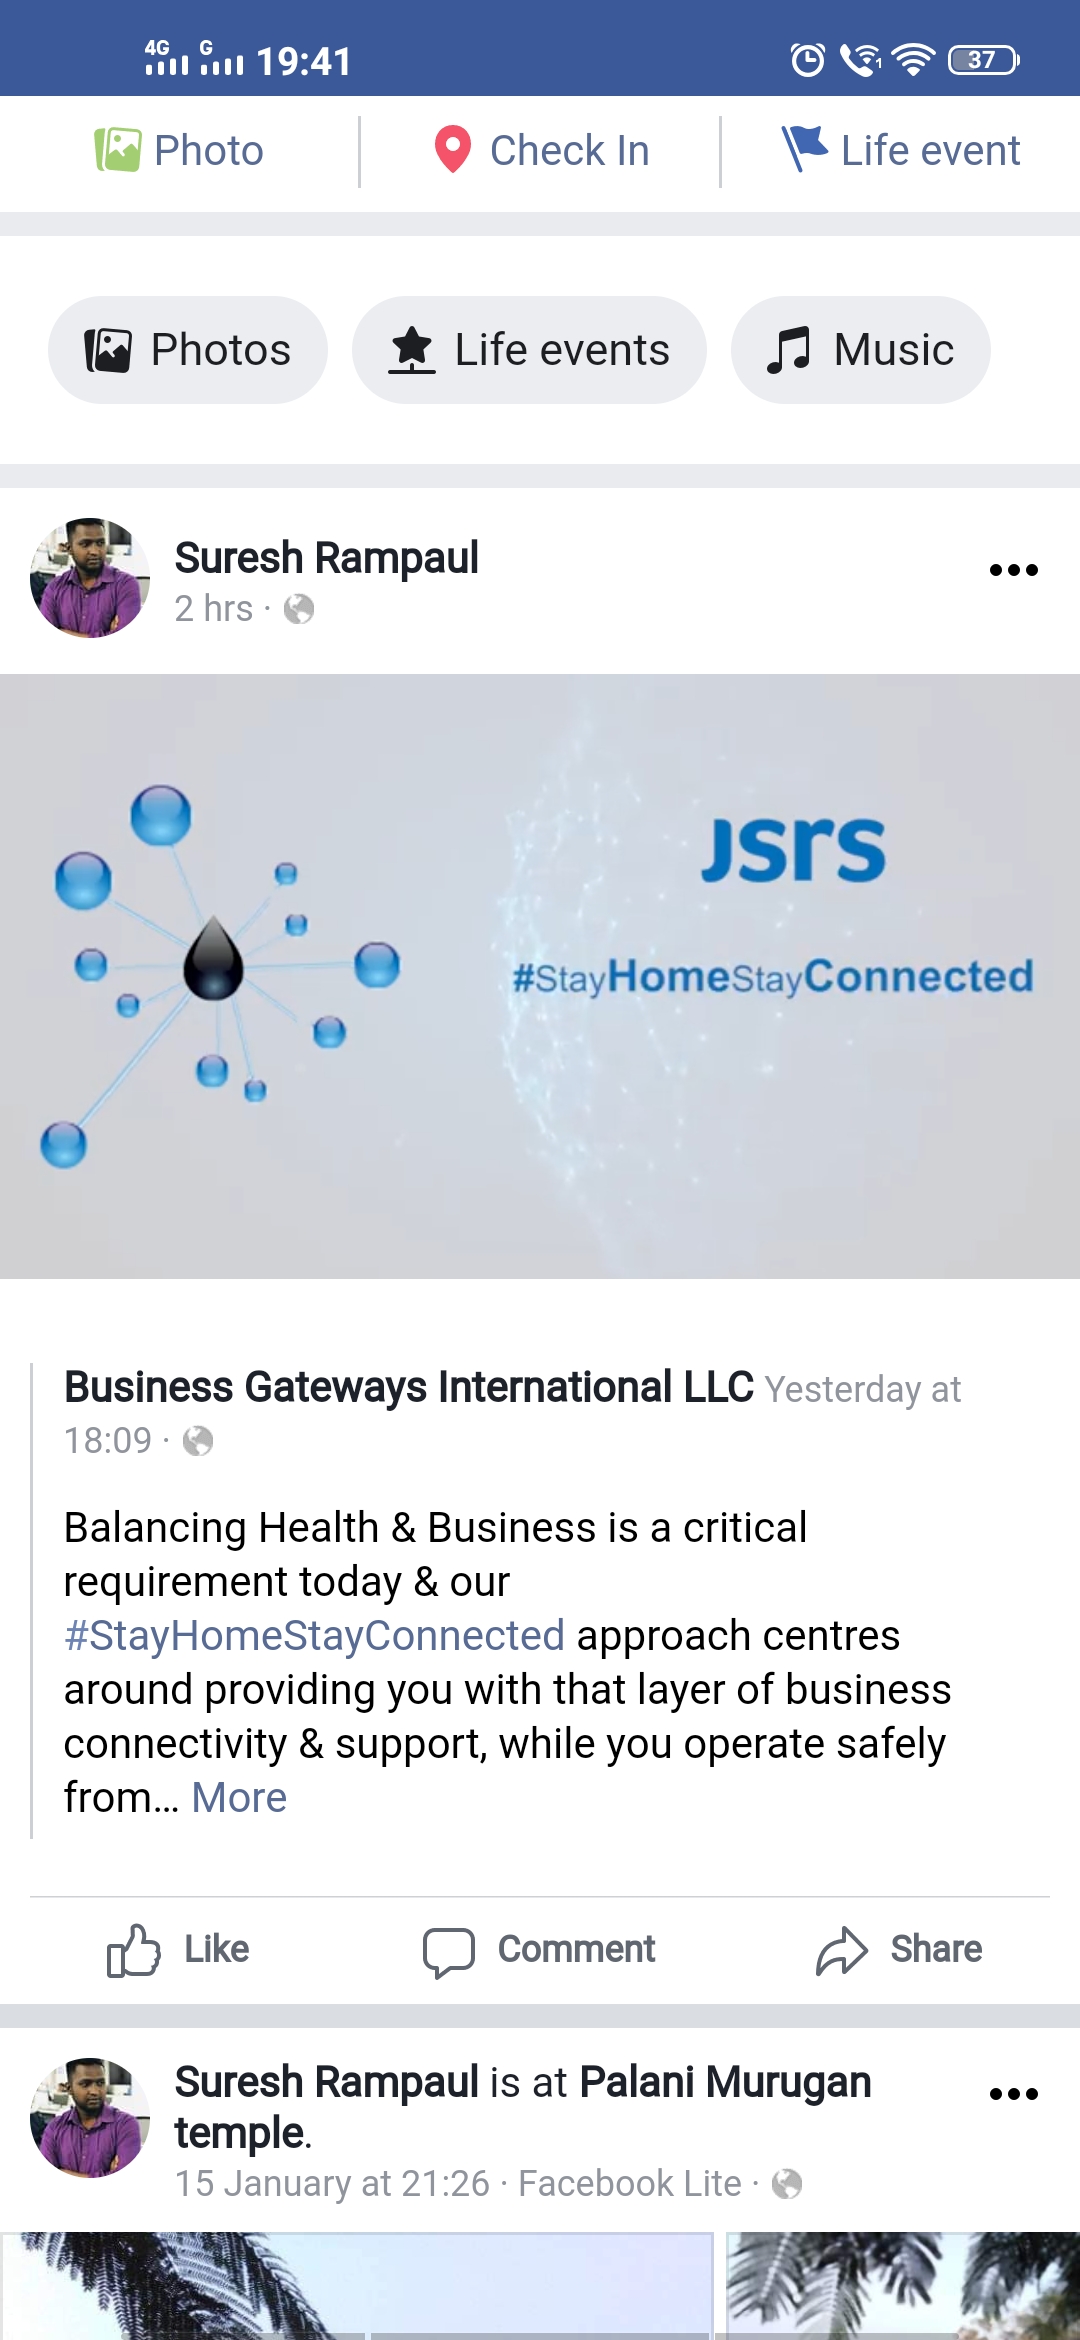 4G G 19:41 1 37
Photo Check In Life event
Photos Life events Music
Suresh Rampaul
2 hrs ·
JSRS
#StayHomeStayConnected
Business Gateways International LLC Yesterday at
18:09 ·
Balancing Health & Business is a critical
requirement today & our
#StayHomeStayConnected approach centres
around providing you with that layer of business
connectivity & support, while you operate safely
from... More
Like Comment Share
Suresh Rampaul is at Palani Murugan
temple.
15 January at 21:26 · Facebook Lite ·